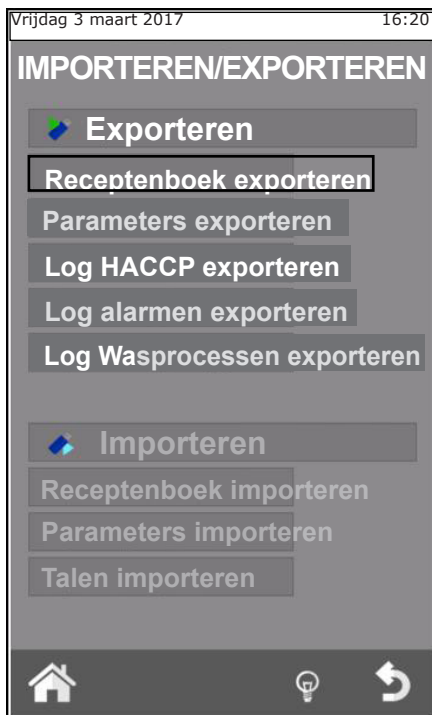 Vrijdag 3 maart 2017 16:20
IMPORTEREN/EXPORTEREN
Exporteren
Receptenboek exporteren
Parameters exporteren
Log HACCP exporteren
Log alarmen exporteren
Log Wasprocessen exporteren
Importeren
Receptenboek importeren
Parameters importeren
Talen importeren